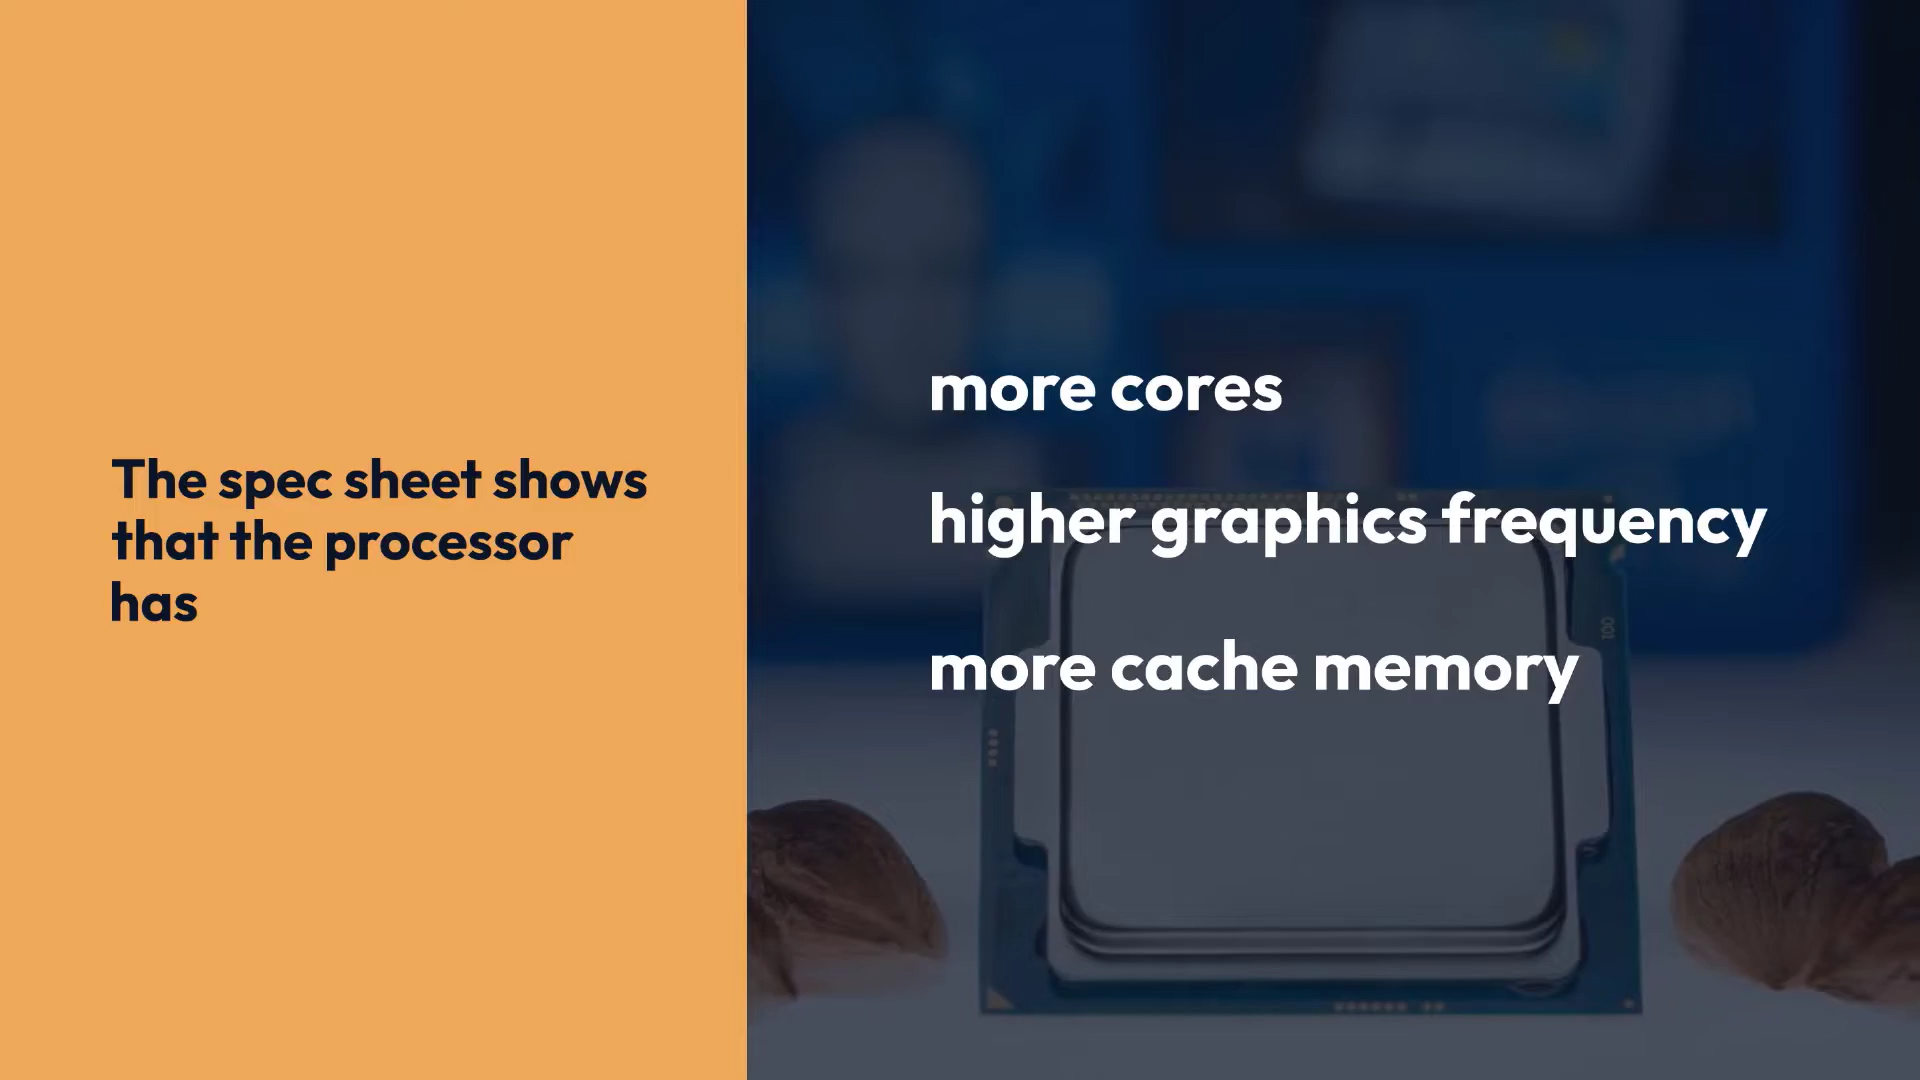 The spec sheet shows
that the processor
has
more cores
higher graphics frequency
more cache memory